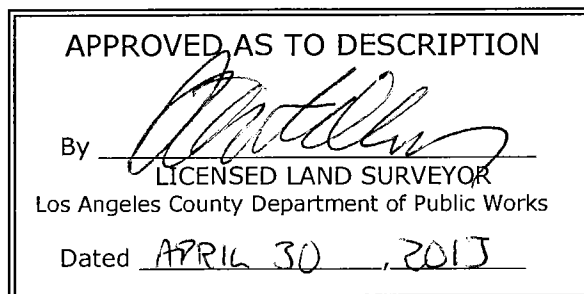 APPROVED AS TO DESCRIPTION
By
LICENSED LAND SURVEYOR
Los Angeles County Department of Public Works
Dated APRIL 30 , 2013